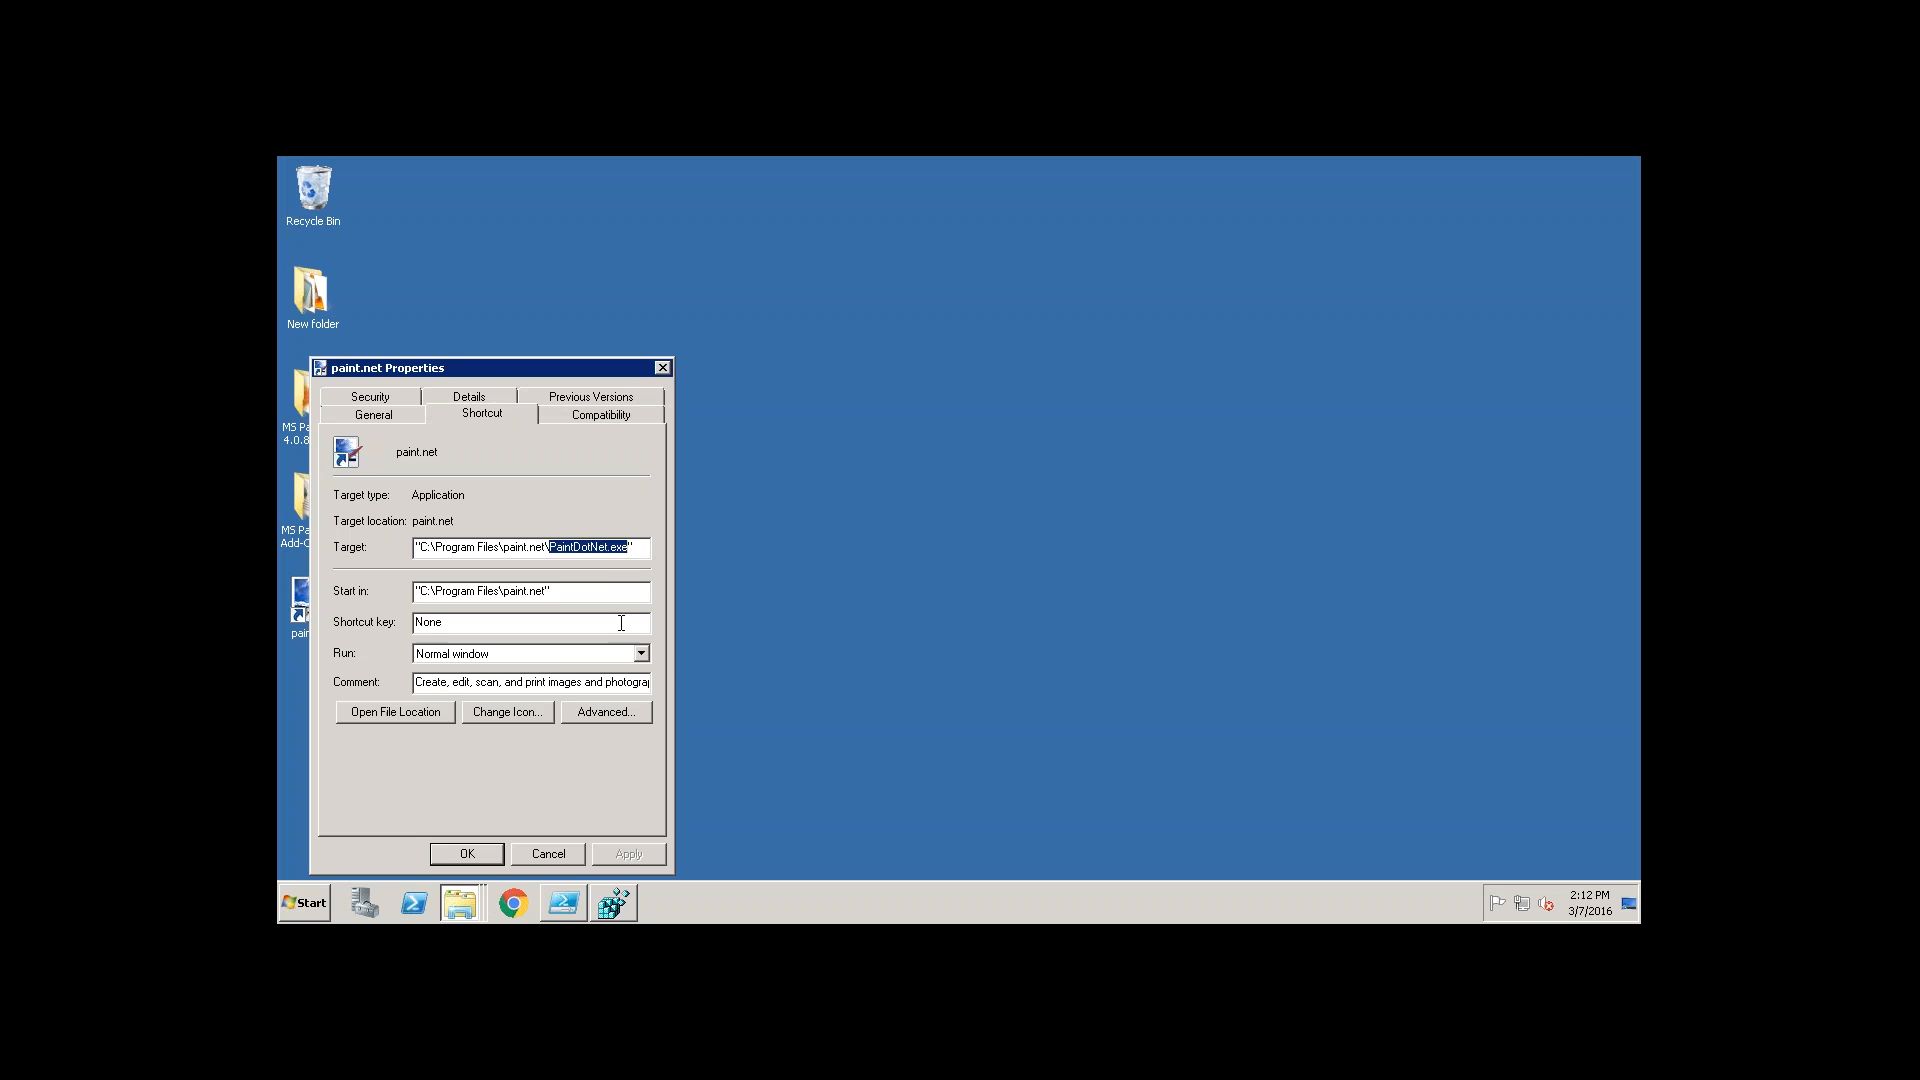 Recycle Bin
New folder
MS Pa
4.0.8
MS Pa
Add-C
pain
paint.net Properties
Security
Details
Previous Versions
General
Shortcut
Compatibility
paint.net
Target type: Application
Target location: paint.net
Target: "C:\Program Files\paint.net\PaintDotNet.exe"
Start in: "C:\Program Files\paint.net"
Shortcut key: None
Run: Normal window
Comment: Create, edit, scan, and print images and photogra
Open File Location
Change Icon...
Advanced...
OK
Cancel
Apply
Start
2:12 PM
3/7/2016